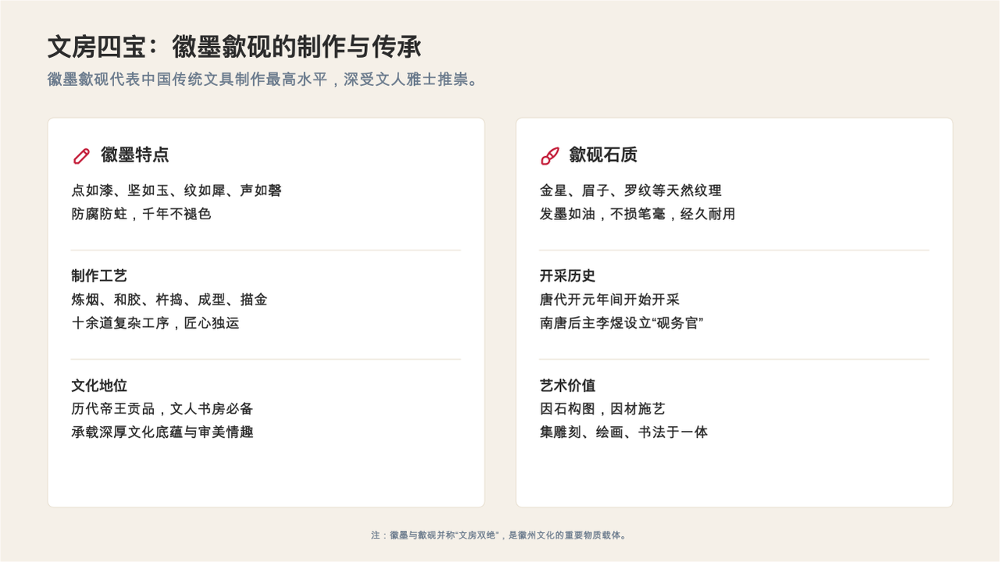 文房四宝：徽墨歙砚的制作与传承
徽墨歙砚代表中国传统文具制作最高水平，深受文人雅士推崇。
徽墨特点
点如漆、坚如玉、纹如犀、声如磬
防腐防蛀，千年不褪色
制作工艺
炼烟、和胶、杵捣、成型、描金
十余道复杂工序，匠心独运
文化地位
历代帝王贡品，文人书房必备
承载深厚文化底蕴与审美情趣
歙砚石质
金星、眉子、罗纹等天然纹理
发墨如油，不损笔毫，经久耐用
开采历史
唐代开元年间开始开采
南唐后主李煜设立“砚务官”
艺术价值
因石构图，因材施艺
集雕刻、绘画、书法于一体
注：徽墨与歙砚并称“文房双绝”，是徽州文化的重要物质载体。